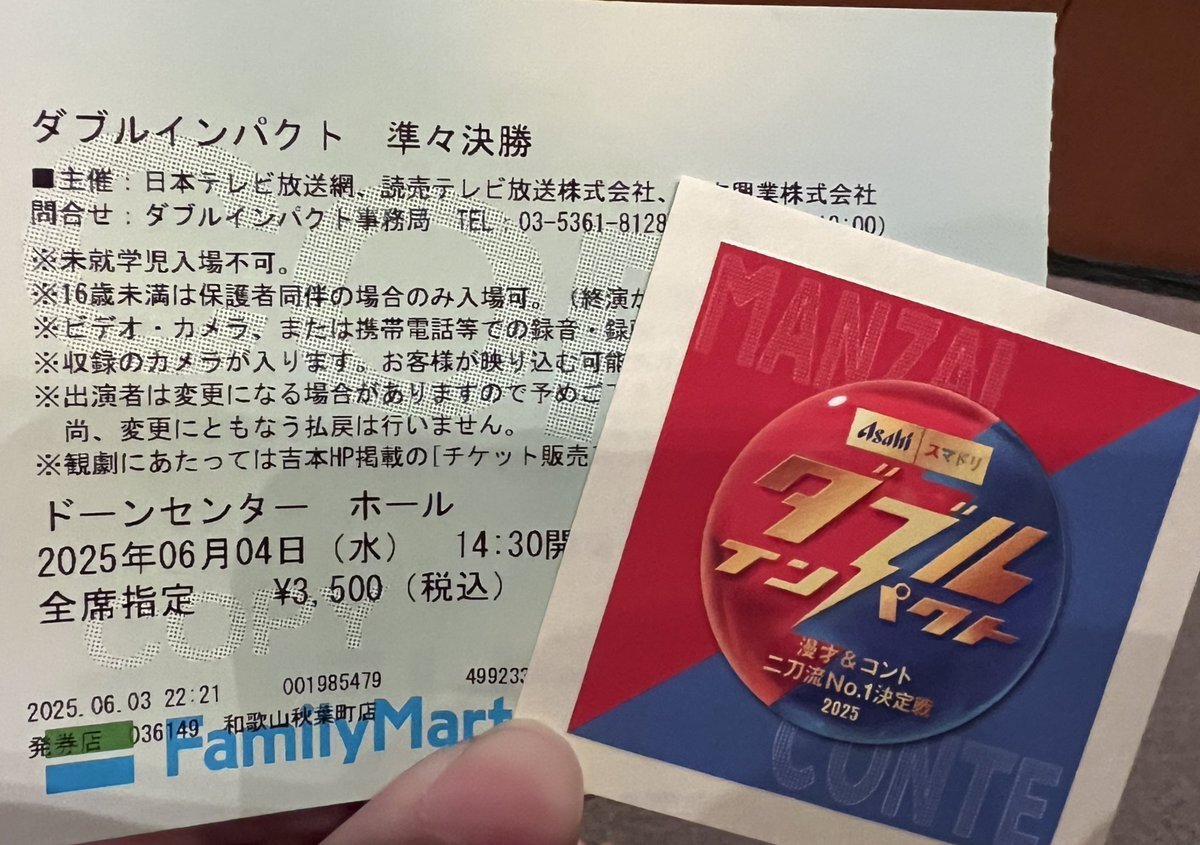 ダブルインパクト 準々決勝
■主催：日本テレビ放送網、読売テレビ放送株式会社、 興業株式会社
問合せ：ダブルインパクト事務局 TEL：03-5361-8128 :00)
※未就学児入場不可。
※16歳未満は保護者同伴の場合のみ入場可。（終演が
※ビデオ・カメラ、または携帯電話等での録音・録
※収録のカメラが入ります。お客様が映り込む可能
※出演者は変更になる場合がありますので予めご
尚、変更にともなう払戻は行いません。
※観劇にあたっては吉本HP掲載の[チケット販売
ドーンセンター ホール
2025年06月04日（水） 14:30開
全席指定 ¥3,500（税込）
COPY
2025.06.03 22:21 001985479 499233
発券店 036149 和歌山秋葉町店
FamilyMart
MANZAI
Asahi スマドリ
ダブル
インパクト
漫才&コント
二刀流No.1決定戦
2025
CONTE